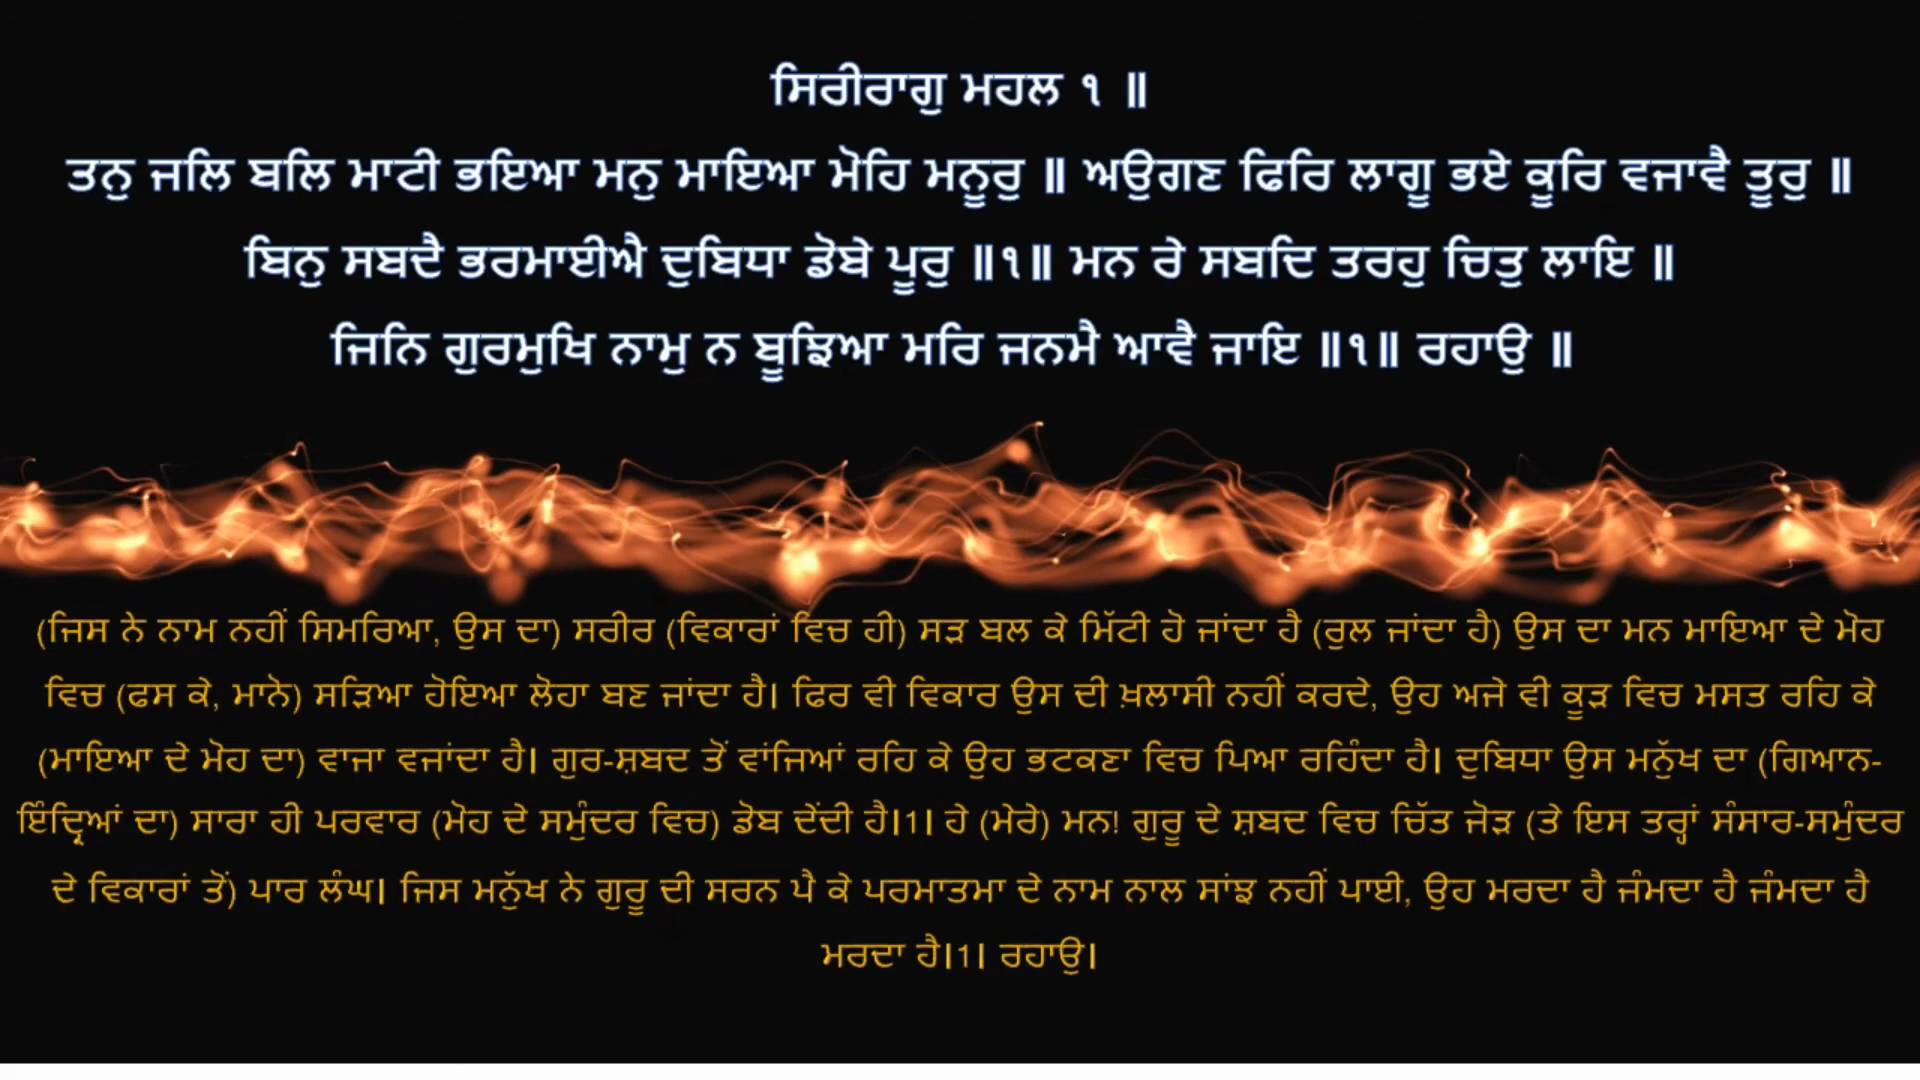 ਸਿਰੀਰਾਗੁ ਮਹਲ ੧ ॥
ਤਨੁ ਜਲਿ ਬਲਿ ਮਾਟੀ ਭਇਆ ਮਨੁ ਮਾਇਆ ਮੋਹਿ ਮਨੂਰੁ ॥ ਅਉਗਣ ਫਿਰਿ ਲਾਗੂ ਭਏ ਕੂਰਿ ਵਜਾਵੈ ਤੂਰੁ ॥
ਬਿਨੁ ਸਬਦੈ ਭਰਮਾਈਐ ਦੁਬਿਧਾ ਡੋਬੇ ਪੂਰੁ ॥੧॥ ਮਨ ਰੇ ਸਬਦਿ ਤਰਹੁ ਚਿਤੁ ਲਾਇ ॥
ਜਿਨਿ ਗੁਰਮੁਖਿ ਨਾਮੁ ਨ ਬੂਝਿਆ ਮਰਿ ਜਨਮੈ ਆਵੈ ਜਾਇ ॥੧॥ ਰਹਾਉ ॥
(ਜਿਸ ਨੇ ਨਾਮ ਨਹੀਂ ਸਿਮਰਿਆ, ਉਸ ਦਾ) ਸਰੀਰ (ਵਿਕਾਰਾਂ ਵਿਚ ਹੀ) ਸੜ ਬਲ ਕੇ ਮਿੱਟੀ ਹੋ ਜਾਂਦਾ ਹੈ (ਰੁਲ ਜਾਂਦਾ ਹੈ) ਉਸ ਦਾ ਮਨ ਮਾਇਆ ਦੇ ਮੋਹ
ਵਿਚ (ਫਸ ਕੇ, ਮਾਨੋ) ਸੜਿਆ ਹੋਇਆ ਲੋਹਾ ਬਣ ਜਾਂਦਾ ਹੈ। ਫਿਰ ਵੀ ਵਿਕਾਰ ਉਸ ਦੀ ਖ਼ਲਾਸੀ ਨਹੀਂ ਕਰਦੇ, ਉਹ ਅਜੇ ਵੀ ਕੂੜ ਵਿਚ ਮਸਤ ਰਹਿ ਕੇ
(ਮਾਇਆ ਦੇ ਮੋਹ ਦਾ) ਵਾਜਾ ਵਜਾਂਦਾ ਹੈ। ਗੁਰ-ਸ਼ਬਦ ਤੋਂ ਵਾਂਜਿਆਂ ਰਹਿ ਕੇ ਉਹ ਭਟਕਣਾ ਵਿਚ ਪਿਆ ਰਹਿੰਦਾ ਹੈ। ਦੁਬਿਧਾ ਉਸ ਮਨੁੱਖ ਦਾ (ਗਿਆਨ-
ਇੰਦ੍ਰਿਆਂ ਦਾ) ਸਾਰਾ ਹੀ ਪਰਵਾਰ (ਮੋਹ ਦੇ ਸਮੁੰਦਰ ਵਿਚ) ਡੋਬ ਦੇਂਦੀ ਹੈ।1। ਹੇ (ਮੇਰੇ) ਮਨ! ਗੁਰੂ ਦੇ ਸ਼ਬਦ ਵਿਚ ਚਿੱਤ ਜੋੜ (ਤੇ ਇਸ ਤਰ੍ਹਾਂ ਸੰਸਾਰ-ਸਮੁੰਦਰ
ਦੇ ਵਿਕਾਰਾਂ ਤੋਂ) ਪਾਰ ਲੰਘ। ਜਿਸ ਮਨੁੱਖ ਨੇ ਗੁਰੂ ਦੀ ਸਰਨ ਪੈ ਕੇ ਪਰਮਾਤਮਾ ਦੇ ਨਾਮ ਨਾਲ ਸਾਂਝ ਨਹੀਂ ਪਾਈ, ਉਹ ਮਰਦਾ ਹੈ ਜੰਮਦਾ ਹੈ ਜੰਮਦਾ ਹੈ
ਮਰਦਾ ਹੈ।1। ਰਹਾਉ।